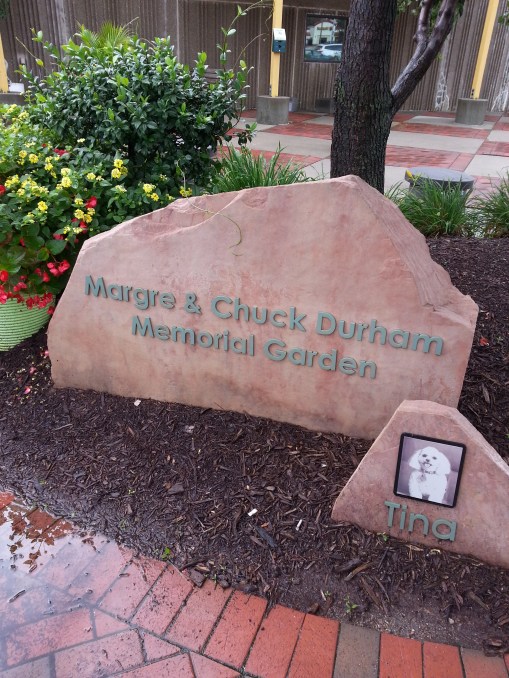 Margre & Chuck Durham
Memorial Garden
Tina